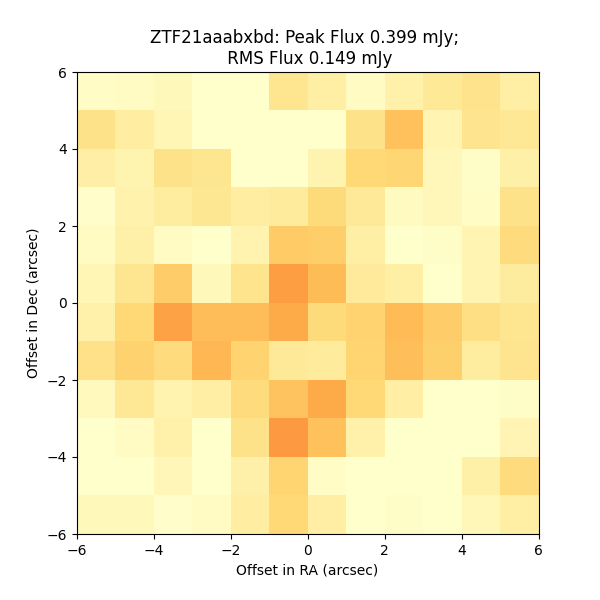 ZTF21aaabxbd: Peak Flux 0.399 mJy;
RMS Flux 0.149 mJy
6
4
2
0
−2
−4
−6
Offset in Dec (arcsec)
−6 −4 −2 0 2 4 6
Offset in RA (arcsec)